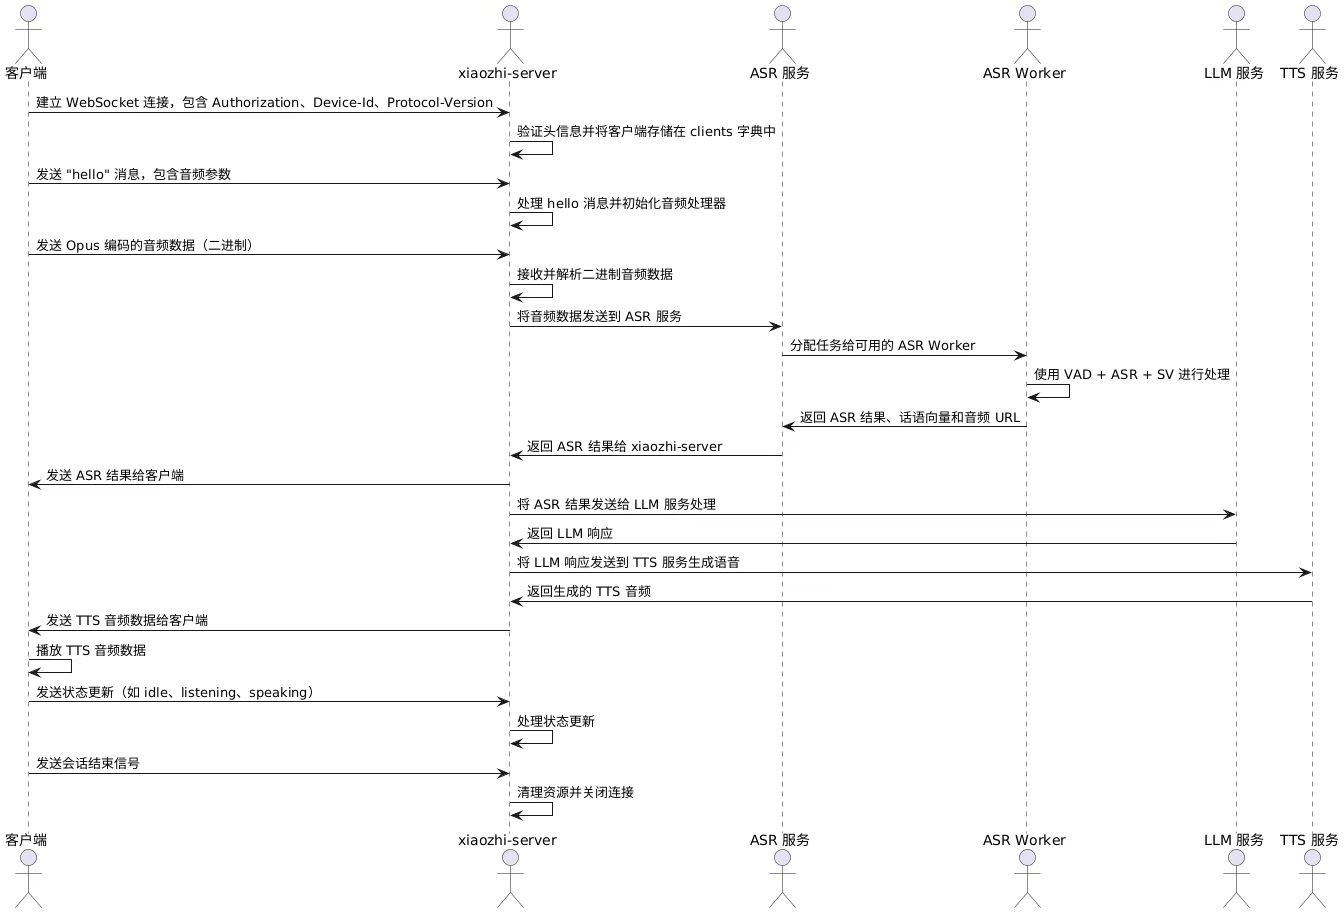 客户端
xiaozhi-server
ASR 服务
ASR Worker
LLM 服务
TTS 服务
建立 WebSocket 连接，包含 Authorization、Device-Id、Protocol-Version
验证头信息并将客户端存储在 clients 字典中
发送 "hello" 消息，包含音频参数
处理 hello 消息并初始化音频处理器
发送 Opus 编码的音频数据（二进制）
接收并解析二进制音频数据
将音频数据发送到 ASR 服务
分配任务给可用的 ASR Worker
使用 VAD + ASR + SV 进行处理
返回 ASR 结果、话语向量和音频 URL
返回 ASR 结果给 xiaozhi-server
发送 ASR 结果给客户端
将 ASR 结果发送给 LLM 服务处理
返回 LLM 响应
将 LLM 响应发送到 TTS 服务生成语音
返回生成的 TTS 音频
发送 TTS 音频数据给客户端
播放 TTS 音频数据
发送状态更新（如 idle、listening、speaking）
处理状态更新
发送会话结束信号
清理资源并关闭连接
客户端
xiaozhi-server
ASR 服务
ASR Worker
LLM 服务
TTS 服务